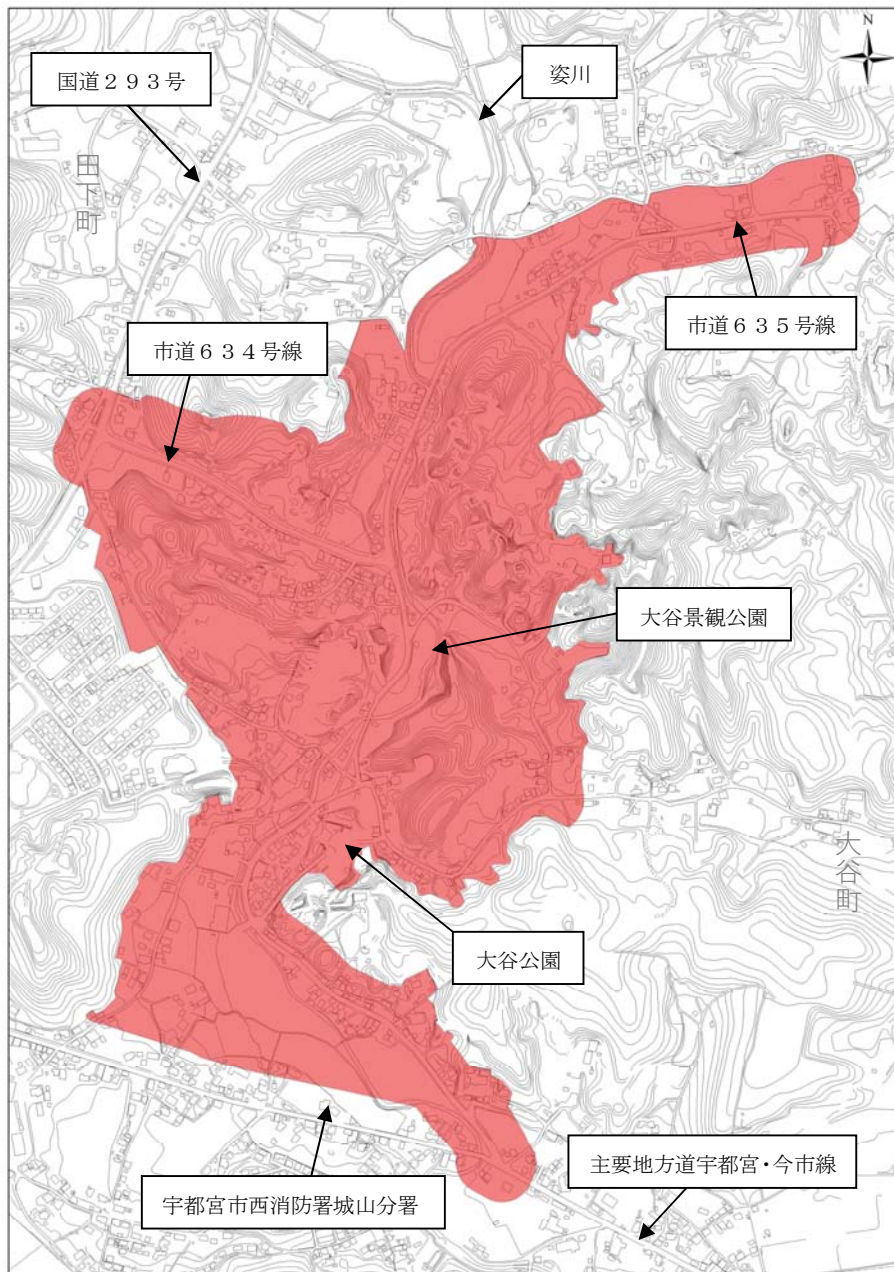 N
国道２９３号
姿川
田下町
市道６３５号線
市道６３４号線
大谷景観公園
大谷町
大谷公園
主要地方道宇都宮・今市線
宇都宮市西消防署城山分署